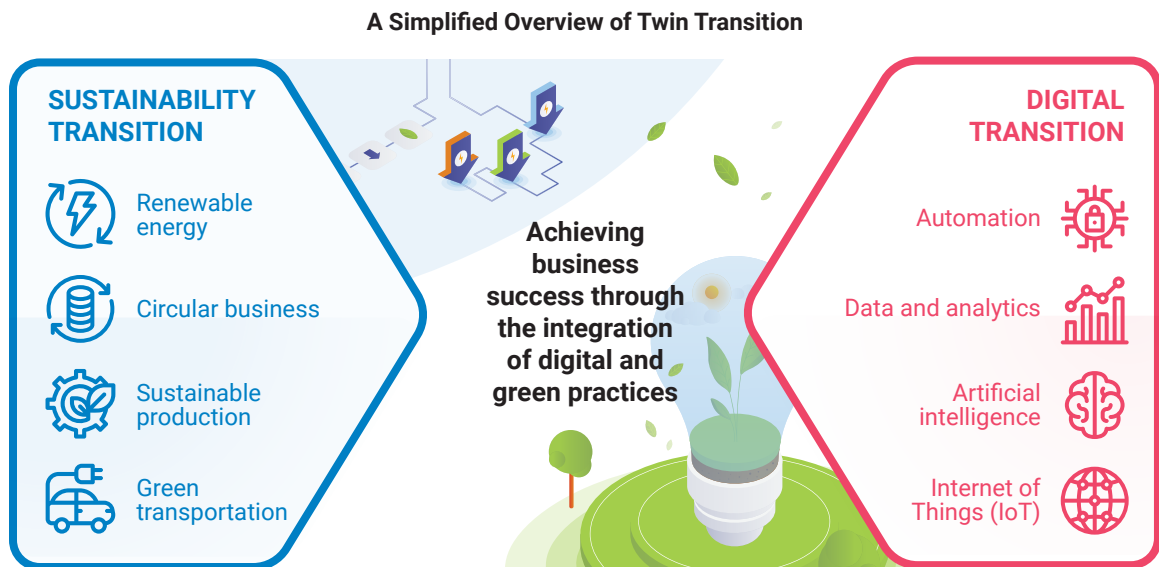 A Simplified Overview of Twin Transition
SUSTAINABILITY
TRANSITION
Renewable
energy
Circular business
Sustainable
production
Green
transportation
Achieving
business
success through
the integration
of digital and
green practices
DIGITAL
TRANSITION
Automation
Data and analytics
Artificial
intelligence
Internet of
Things (IoT)